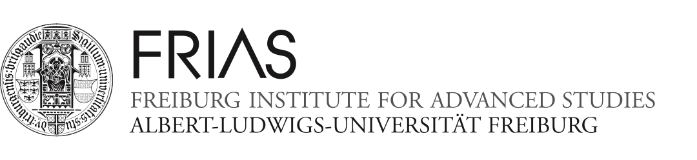 FRIAS
FREIBURG INSTITUTE FOR ADVANCED STUDIES
ALBERT-LUDWIGS-UNIVERSITÄT FREIBURG